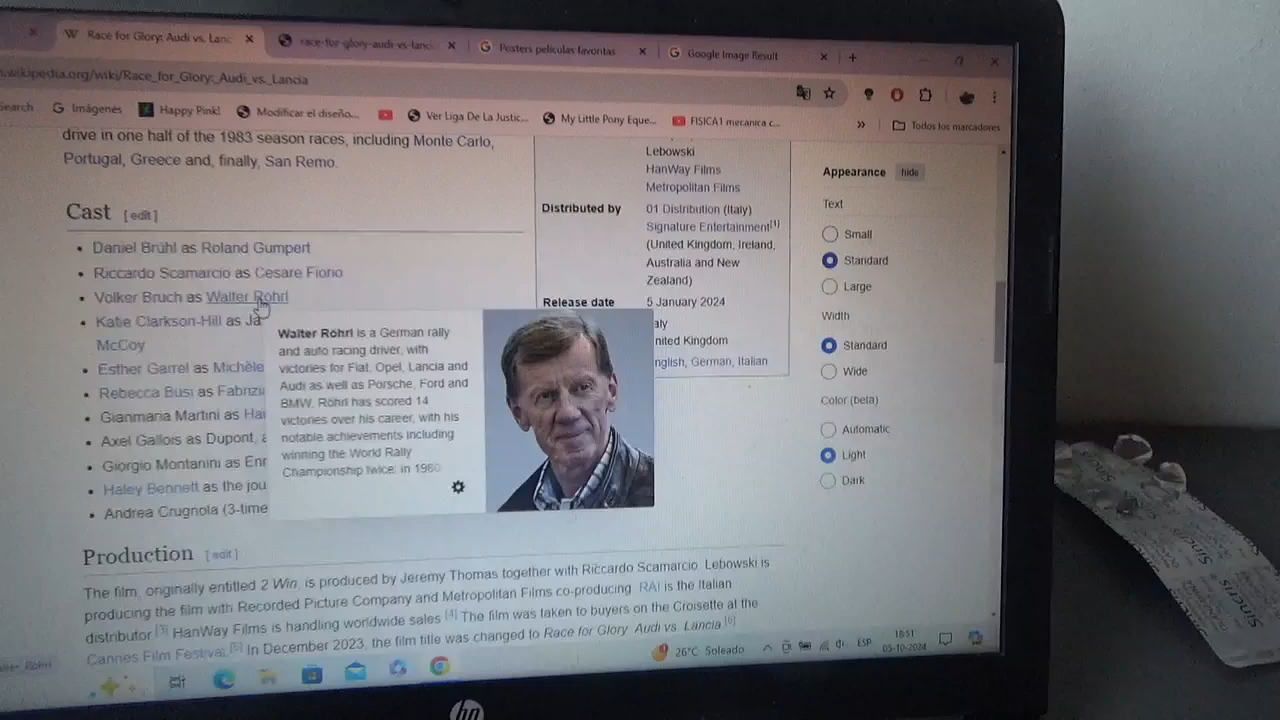 Race for Glory: Audi vs. Lanc
race-for-glory-audi-vs-lanci
Posters peliculas favoritas
Google Image Result
.wikipedia.org/wiki/Race_for_Glory:_Audi_vs._Lancia
Search
Imágenes
Happy Pink!
Modificar el diseño...
Ver Liga De La Justic...
My Little Pony Eque...
FISICA1 mecanica c...
»
Todos los marcadores
drive in one half of the 1983 season races, including Monte Carlo,
Portugal, Greece and, finally, San Remo.
Cast [edit]
• Daniel Brühl as Roland Gumpert
• Riccardo Scamarcio as Cesare Fiorio
• Volker Bruch as Walter Röhrl
• Katie Clarkson-Hill as Ja
McCoy
• Esther Garrel as Michèle
• Rebecca Busi as Fabrizi
• Gianmaria Martini as Ha
• Axel Gallois as Dupont, a
• Giorgio Montanini as Enr
• Haley Bennett as the jou
• Andrea Crugnola (3-time
Walter Röhrl is a German rally
and auto racing driver, with
victories for Fiat, Opel, Lancia and
Audi as well as Porsche, Ford and
BMW. Röhrl has scored 14
victories over his career, with his
notable achievements including
winning the World Rally
Championship twice: in 1980
Lebowski
HanWay Films
Metropolitan Films
Distributed by 01 Distribution (Italy)
Signature Entertainment[1]
(United Kingdom, Ireland,
Australia and New
Zealand)
Release date 5 January 2024
aly
nited Kingdom
nglish, German, Italian
Appearance hide
Text
Small
Standard
Large
Width
Standard
Wide
Color (beta)
Automatic
Light
Dark
Production [edit]
The film, originally entitled 2 Win, is produced by Jeremy Thomas together with Riccardo Scamarcio. Lebowski is
producing the film with Recorded Picture Company and Metropolitan Films co-producing. RAI is the Italian
distributor.[3] HanWay Films is handling worldwide sales.[4] The film was taken to buyers on the Croisette at the
Cannes Film Festival.[5] In December 2023, the film title was changed to Race for Glory: Audi vs. Lancia.[6]
26°C Soleado
ESP
18:51
05-10-2024
hp
Sinceris